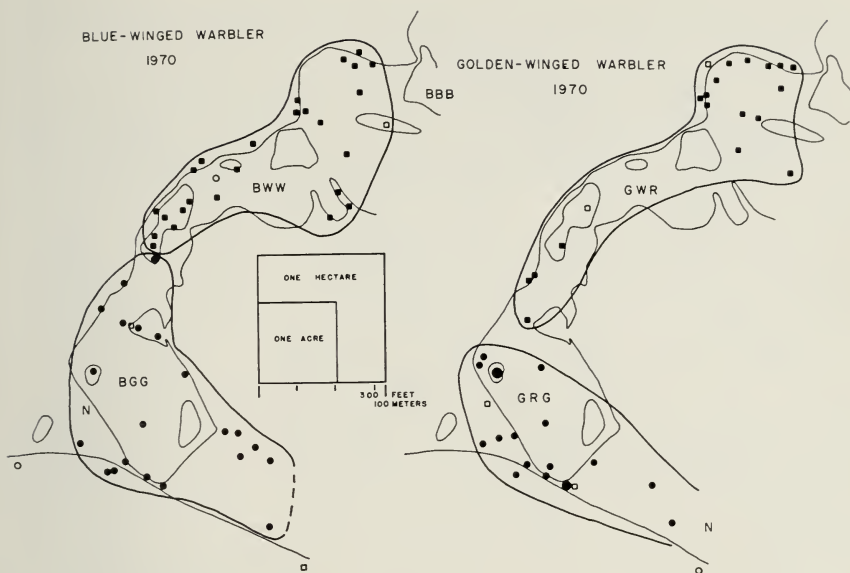 BLUE-WINGED WARBLER
1970
BBB
BWW
BGG
N
ONE HECTARE
ONE ACRE
300 FEET
100 METERS
GOLDEN-WINGED WARBLER
1970
GWR
GRG
N